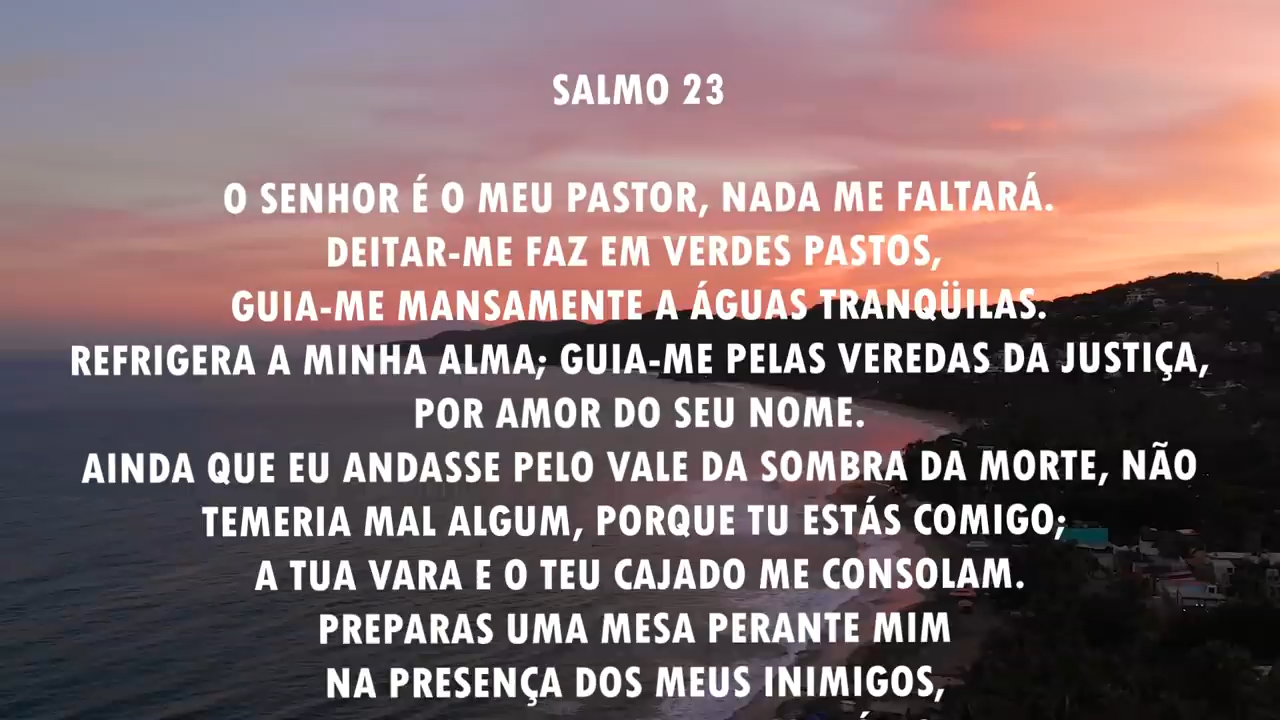 SALMO 23
O SENHOR É O MEU PASTOR, NADA ME FALTARÁ.
DEITAR-ME FAZ EM VERDES PASTOS,
GUIA-ME MANSAMENTE A ÁGUAS TRANQÜILAS.
REFRIGERA A MINHA ALMA; GUIA-ME PELAS VEREDAS DA JUSTIÇA,
POR AMOR DO SEU NOME.
AINDA QUE EU ANDASSE PELO VALE DA SOMBRA DA MORTE, NÃO
TEMERIA MAL ALGUM, PORQUE TU ESTÁS COMIGO;
A TUA VARA E O TEU CAJADO ME CONSOLAM.
PREPARAS UMA MESA PERANTE MIM
NA PRESENÇA DOS MEUS INIMIGOS,